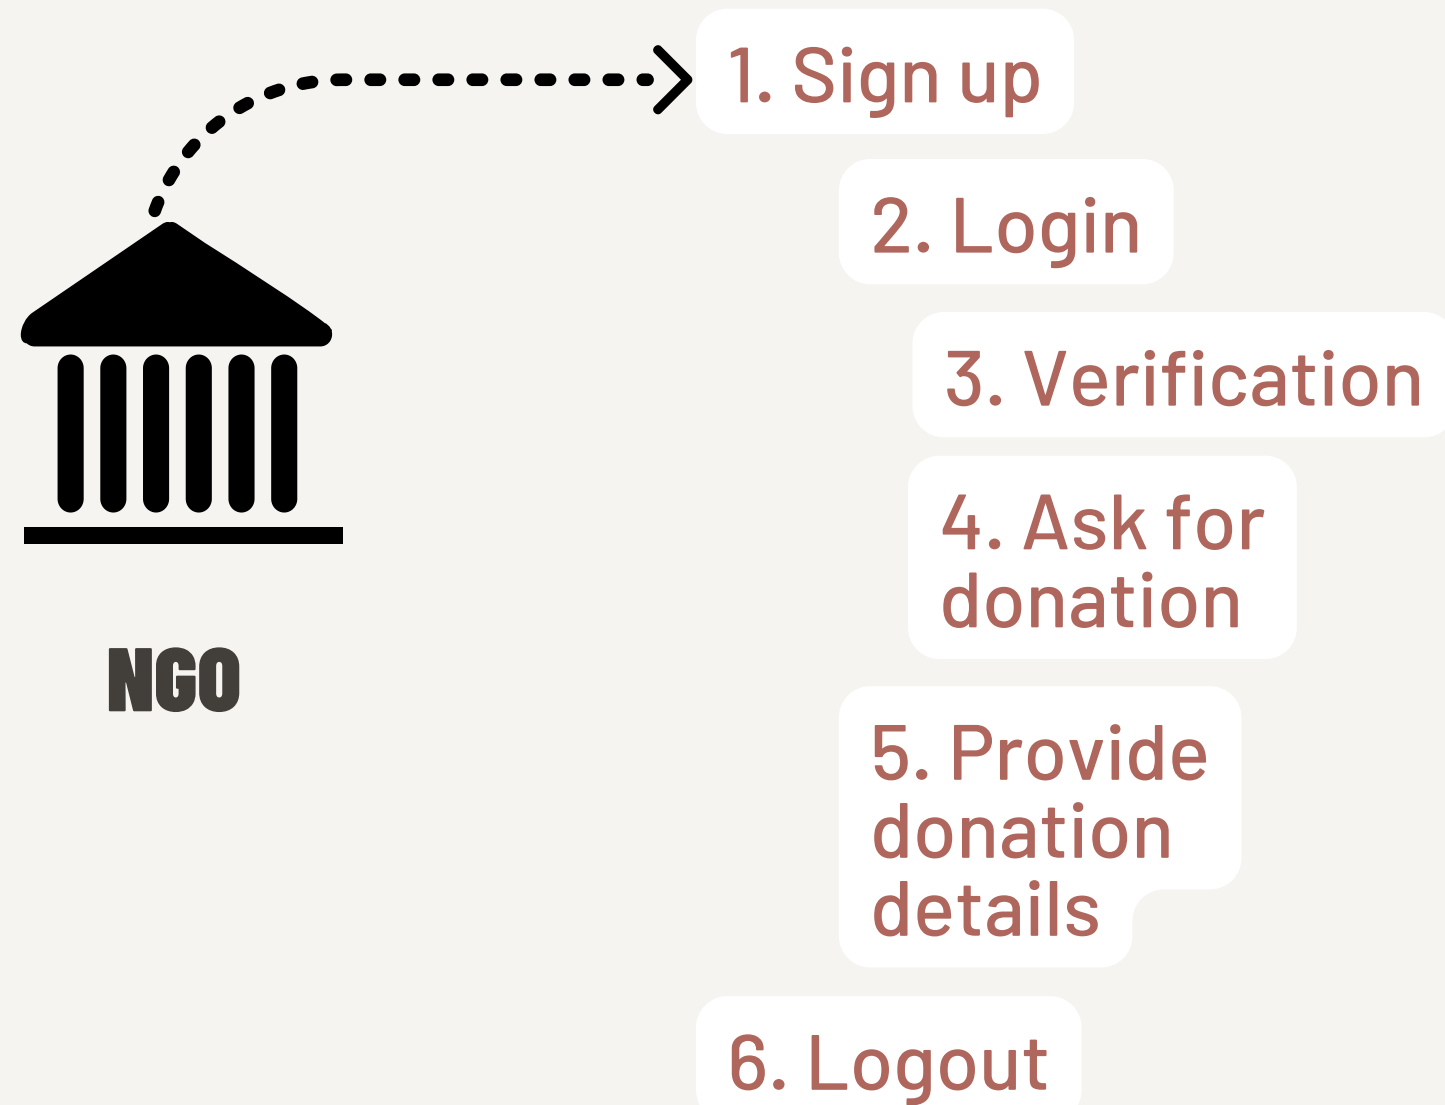 1. Sign up
2. Login
3. Verification
4. Ask for
donation
NGO
5. Provide
donation
details
6. Logout